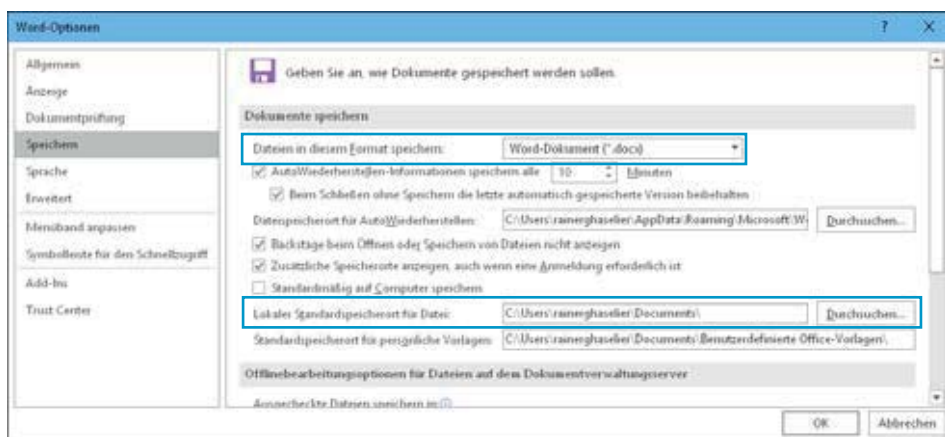 Word-Optionen
?
Allgemein
Anzeige
Dokumentprüfung
Speichern
Sprache
Erweitert
Menüband anpassen
Symbolleiste für den Schnellzugriff
Add-Ins
Trust Center
Geben Sie an, wie Dokumente gespeichert werden sollen.
Dokumente speichern
Dateien in diesem Format speichern: Word-Dokument (*.docx)
AutoWiederherstellen-Informationen speichern alle 10 Minuten
Beim Schließen ohne Speichern die letzte automatisch gespeicherte Version beibehalten
Dateispeicherort für AutoWiederherstellen: C:\Users\rainerghaselier\AppData\Roaming\Microsoft\W Durchsuchen...
Backstage beim Öffnen oder Speichern von Dateien nicht anzeigen
Zusätzliche Speicherorte anzeigen, auch wenn eine Anmeldung erforderlich ist
Standardmäßig auf Computer speichern
Lokaler Standardspeicherort für Datei: C:\Users\rainerghaselier\Documents\ Durchsuchen...
Standardspeicherort für persönliche Vorlagen: C:\Users\rainerghaselier\Documents\Benutzerdefinierte Office-Vorlagen\
Offlinebearbeitungsoptionen für Dateien auf dem Dokumentverwaltungsserver
Ausgecheckte Dateien speichern in:
OK Abbrechen